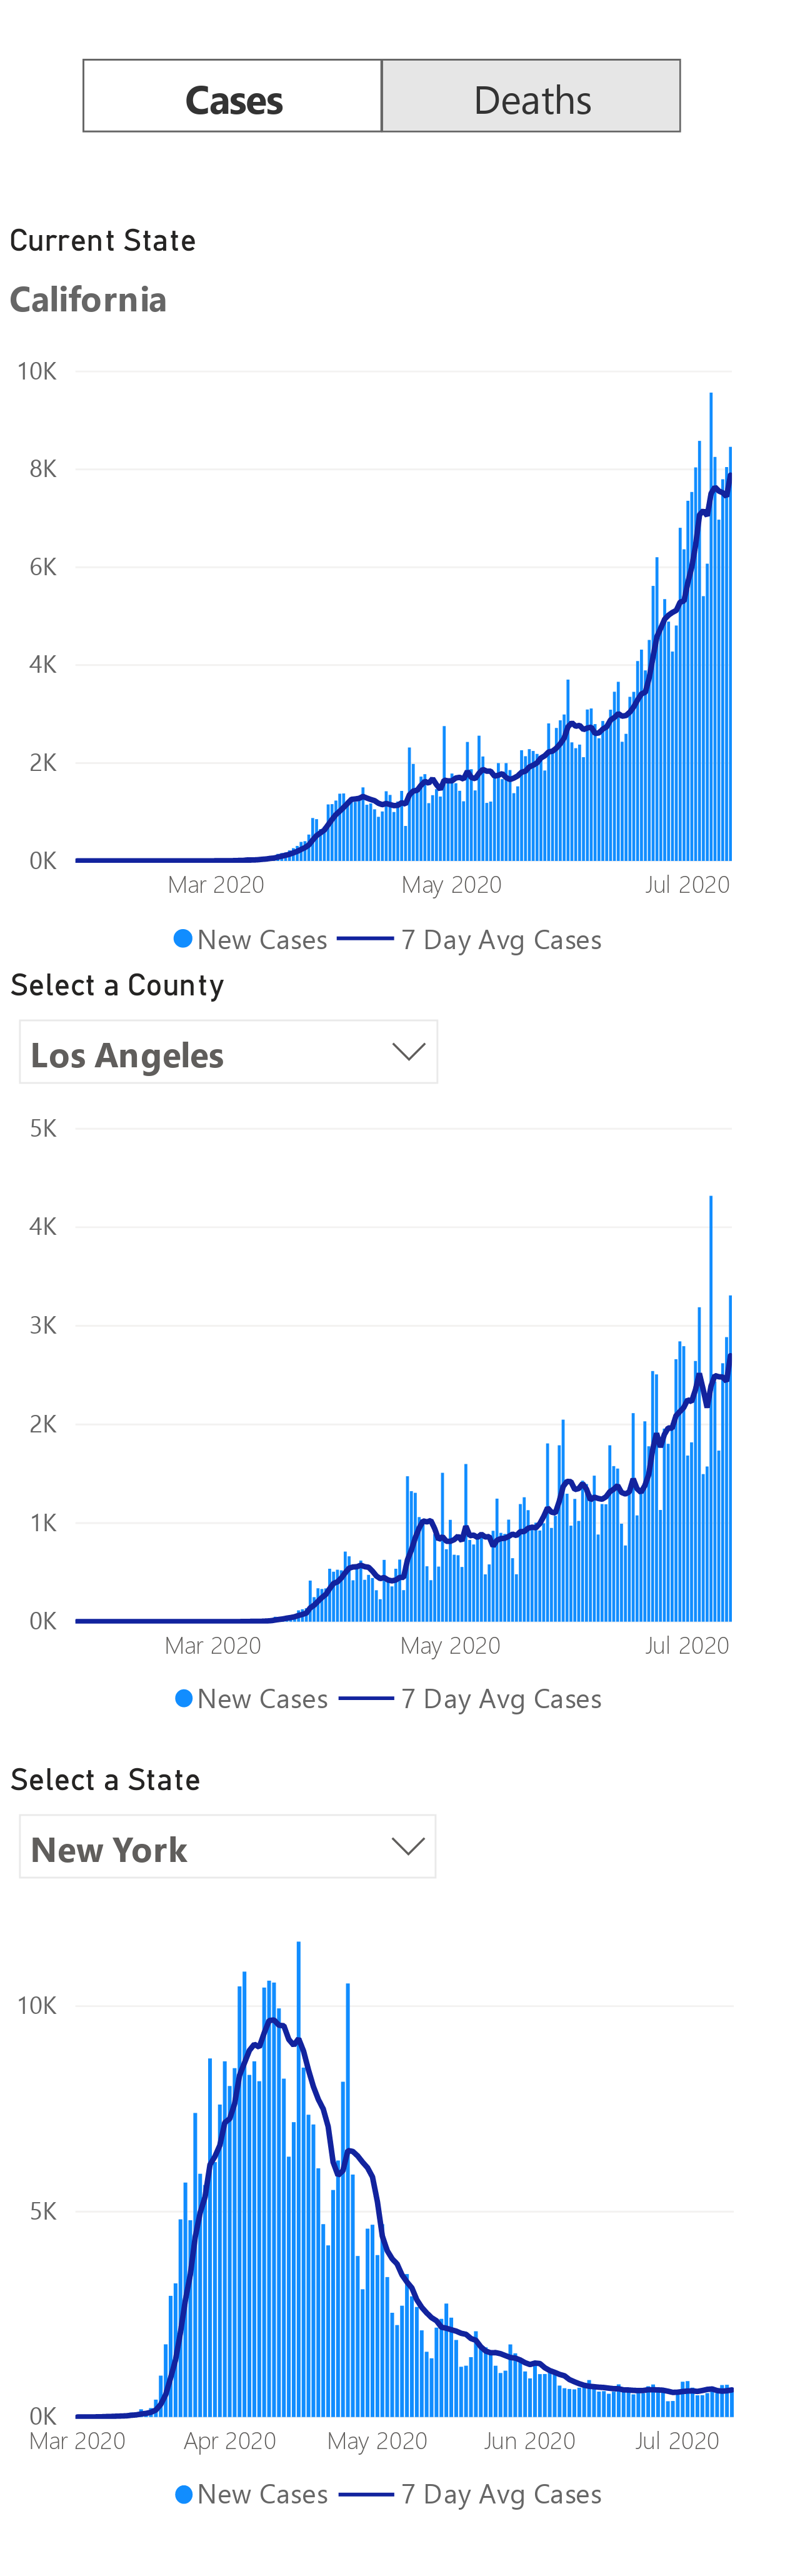 Cases Deaths
Current State
California
10K
8K
6K
4K
2K
0K
Mar 2020 May 2020 Jul 2020
New Cases 7 Day Avg Cases
Select a County
Los Angeles
5K
4K
3K
2K
1K
0K
Mar 2020 May 2020 Jul 2020
New Cases 7 Day Avg Cases
Select a State
New York
10K
5K
0K
Mar 2020 Apr 2020 May 2020 Jun 2020 Jul 2020
New Cases 7 Day Avg Cases